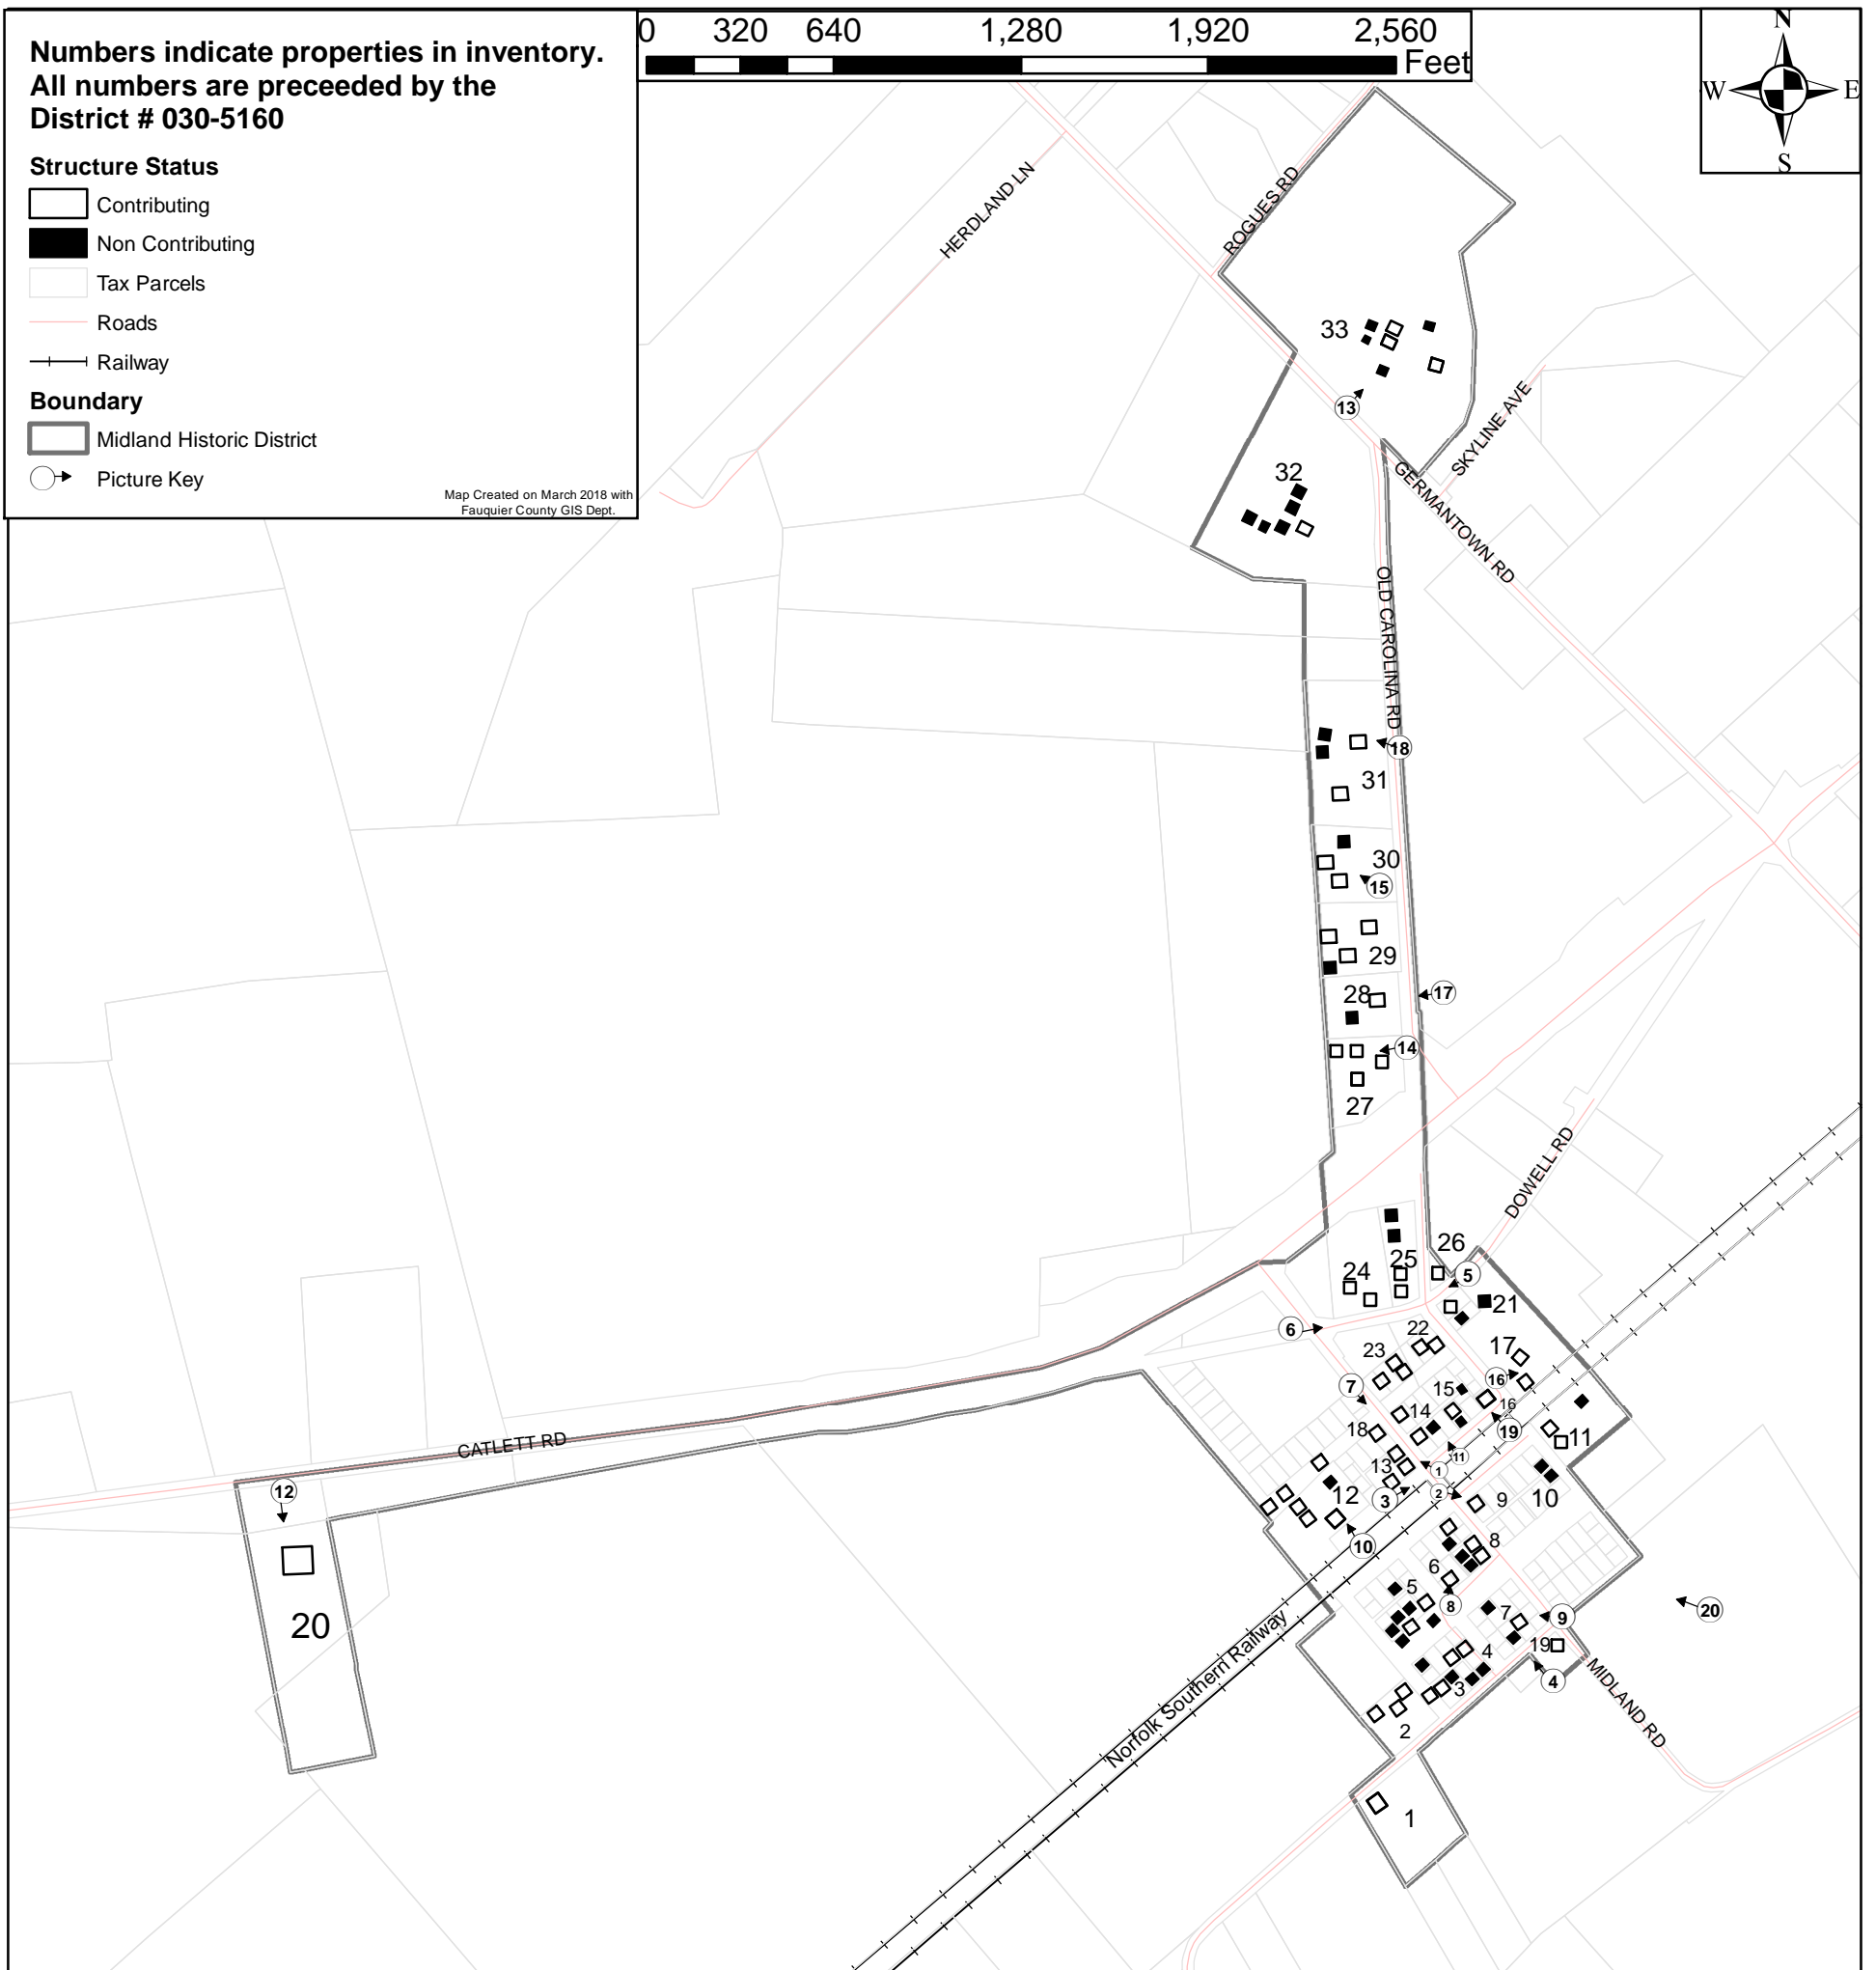 Numbers indicate properties in inventory.
All numbers are preceeded by the
District # 030-5160
Structure Status
Contributing
Non Contributing
Tax Parcels
Roads
Railway
Boundary
Midland Historic District
Picture Key
Map Created on March 2018 with
Fauquier County GIS Dept.
0 320 640 1,280 1,920 2,560
Feet
N
W E
S
HERDLAND LN
ROGUES RD
33
13
SKYLINE AVE
32
GERMANTOWN RD
OLD CAROLINA RD
18
31
30
15
29
28
17
14
27
DOWELL RD
26
25
24
5
21
6
22
23
17
7
16
15
16
14
18
19
11
11
13
1
CATLETT RD
12
3
2
12
9
10
10
8
6
5
8
7
9
20
20
19
4
4
3
MIDLAND RD
Norfolk Southern Railway
2
1